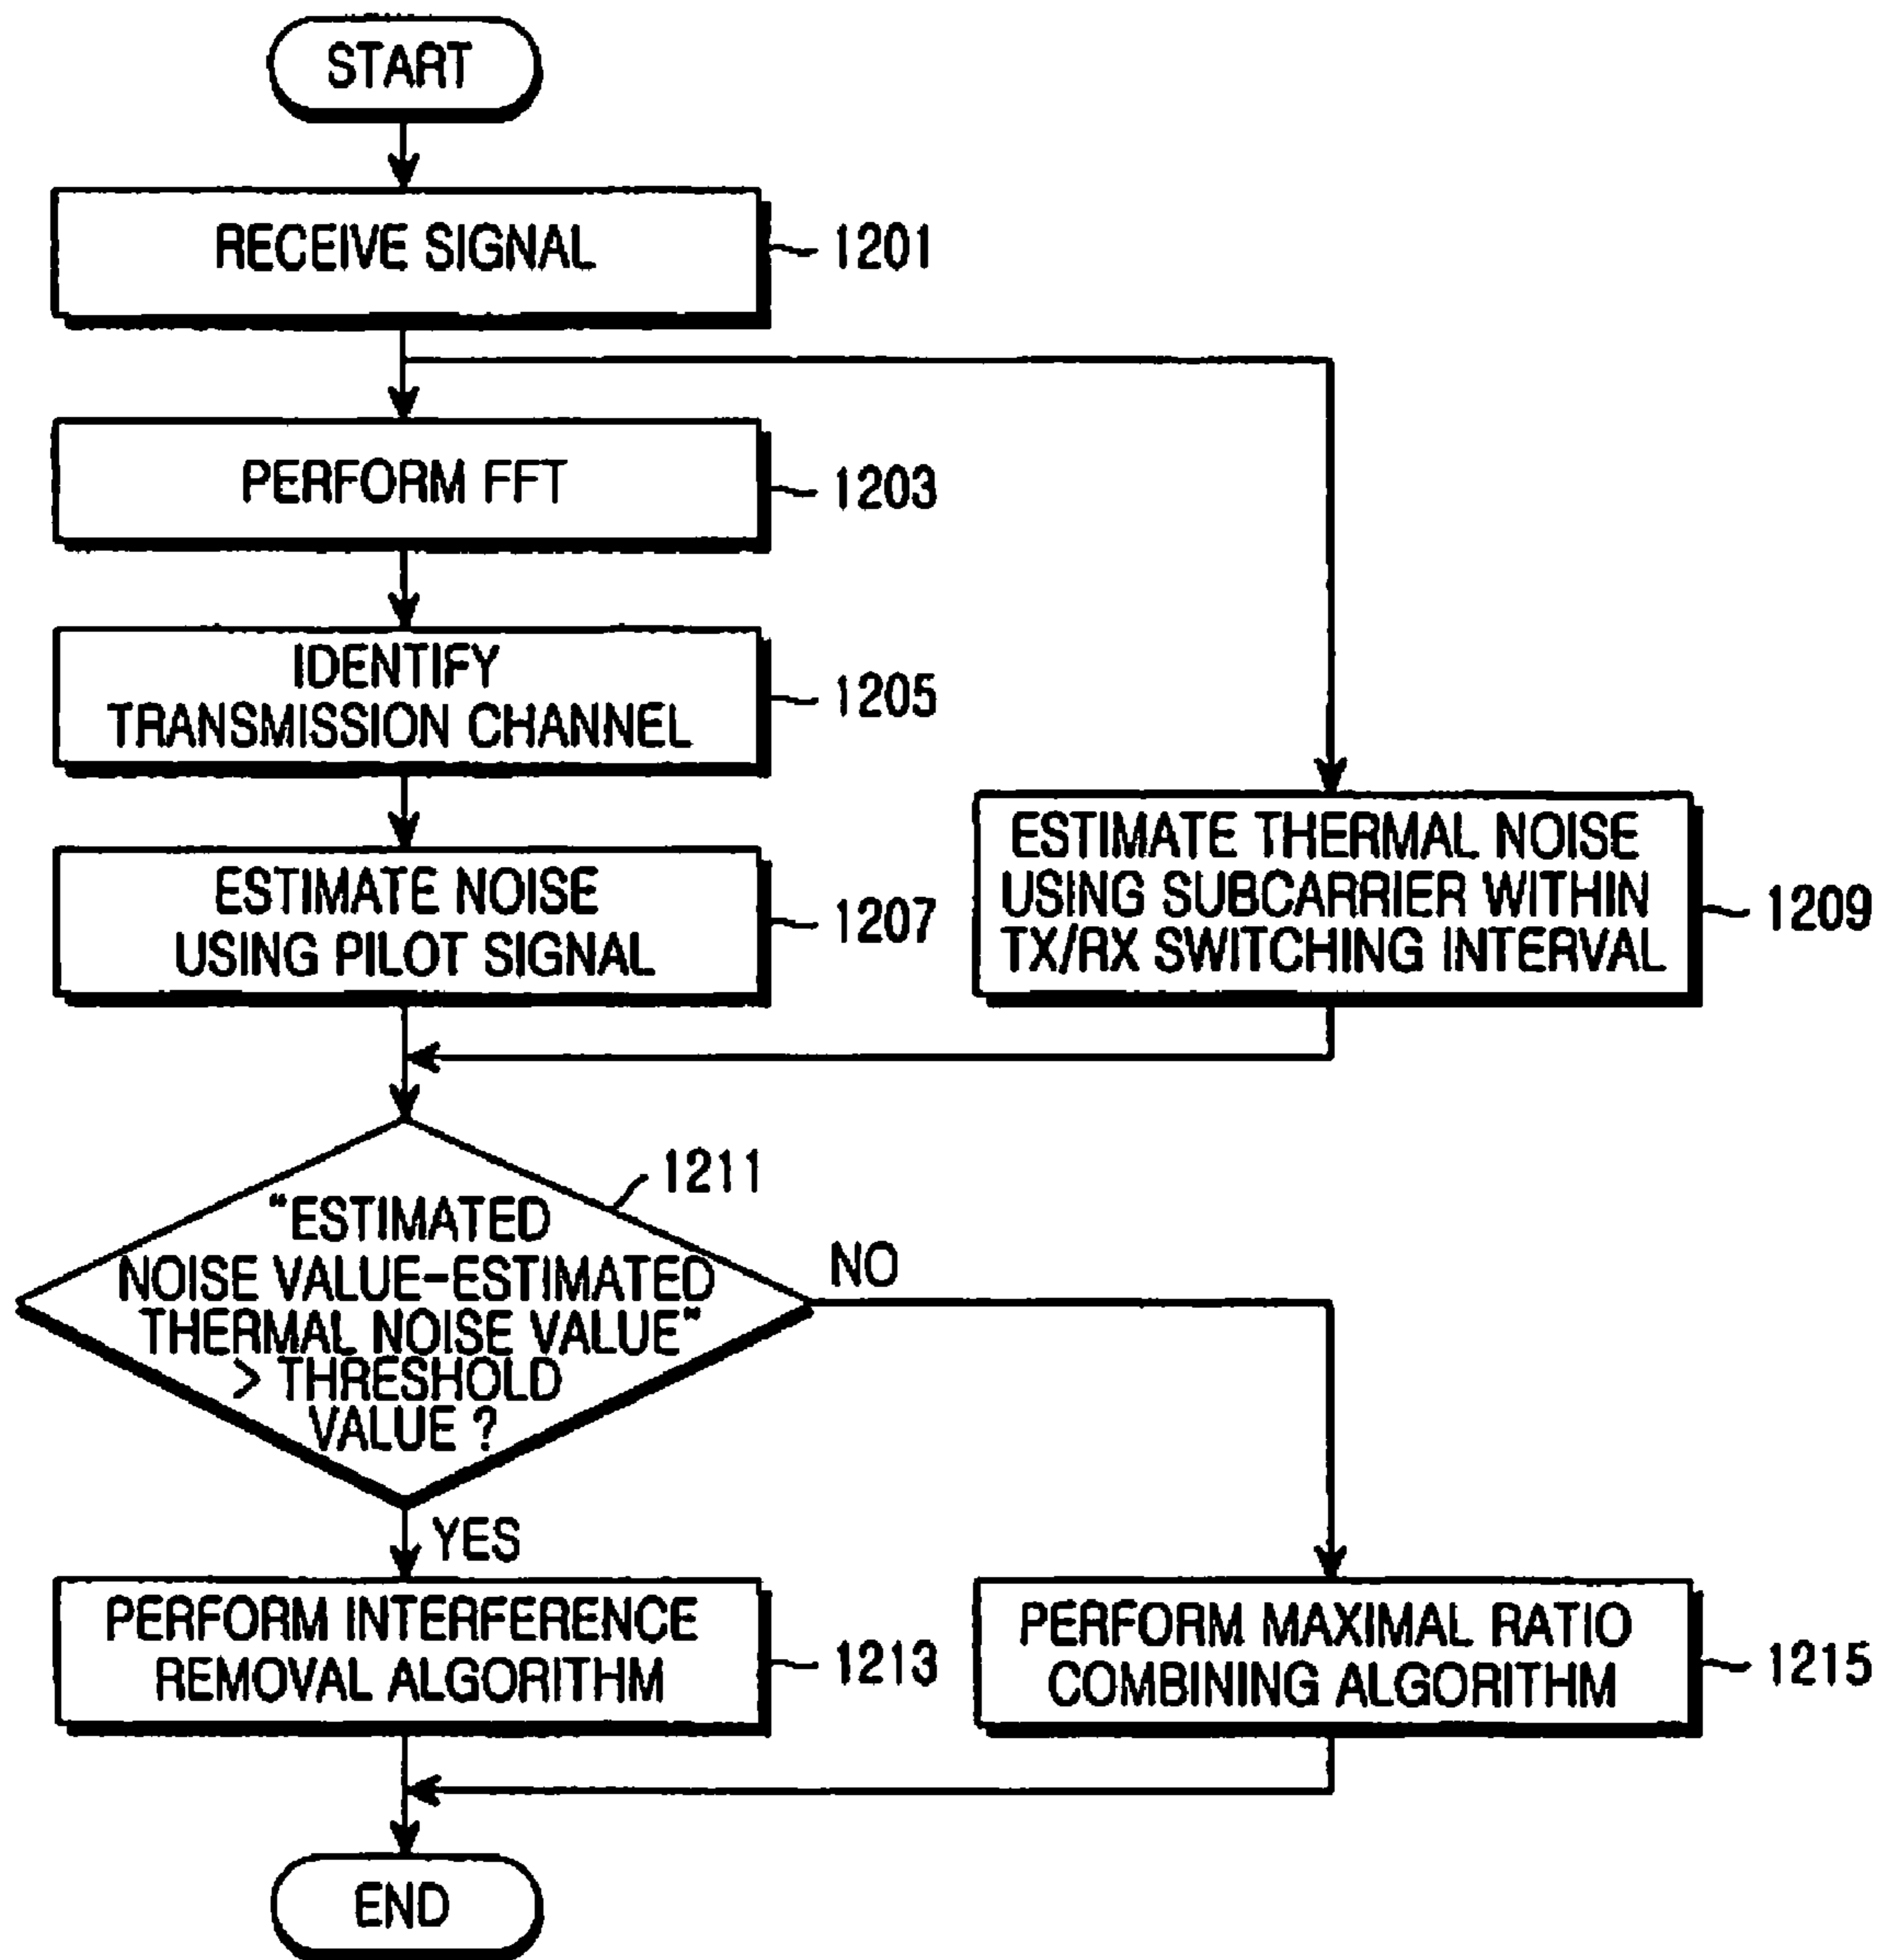 START
RECEIVE SIGNAL
1201
PERFORM FFT
1203
IDENTIFY
TRANSMISSION CHANNEL
1205
ESTIMATE NOISE
USING PILOT SIGNAL
1207
ESTIMATE THERMAL NOISE
USING SUBCARRIER WITHIN
TX/RX SWITCHING INTERVAL
1209
1211
"ESTIMATED
NOISE VALUE-ESTIMATED
THERMAL NOISE VALUE"
> THRESHOLD
VALUE ?
NO
YES
PERFORM INTERFERENCE
REMOVAL ALGORITHM
1213
PERFORM MAXIMAL RATIO
COMBINING ALGORITHM
1215
END